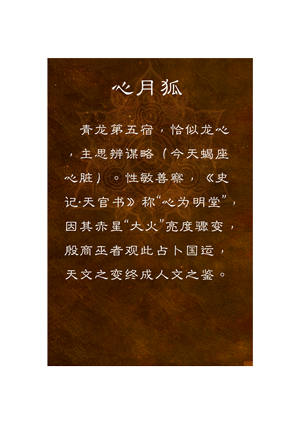 心月狐
青龙第五宿，恰似龙心
，主思辨谋略（今天蝎座
心脏）。性敏善察，《史
记·天官书》称“心为明堂”
因其赤星“大火”亮度骤变，
殷商巫者观此占卜国运，
天文之变终成人文之鉴。